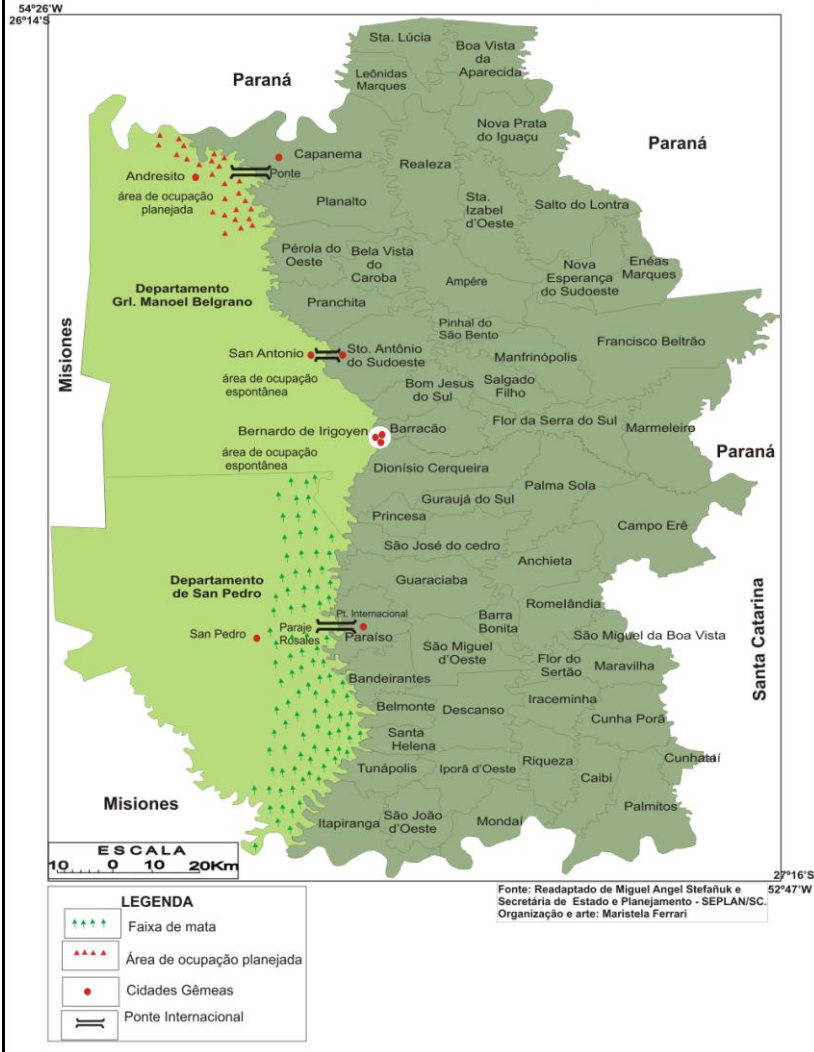 54º26'W
26º14'S
Sta. Lúcia
Boa Vista
da
Aparecida
Leônidas
Marques
Paraná
Nova Prata
do Iguaçu
Paraná
Capanema
Realeza
Ponte
Andresito
área de ocupação
planejada
Planalto
Sta.
Izabel
d'Oeste
Salto do Lontra
Pérola do
Oeste
Bela Vista
do
Caroba
Ampére
Nova
Esperança
do Sudoeste
Enéas
Marques
Departamento
Grl. Manoel Belgrano
Pranchita
Misiones
Pinhal do
São Bento
Francisco Beltrão
San Antonio
Sto. Antônio
do Sudoeste
Manfrinópolis
área de ocupação
espontânea
Bom Jesus
do Sul
Salgado
Filho
Bernardo de Irigoyen
Barracão
Flor da Serra do Sul
Marmeleiro
área de ocupação
espontânea
Paraná
Dionísio Cerqueira
Palma Sola
Guraujá do Sul
Princesa
Campo Erê
São José do cedro
Anchieta
Departamento
de San Pedro
Guaraciaba
Romelândia
Pt. Internacional
Barra
Bonita
San Pedro
Paraje
Rosales
Paraíso
São Miguel da Boa Vista
São Miguel
d'Oeste
Flor do
Sertão
Maravilha
Santa Catarina
Bandeirantes
Iraceminha
Belmonte
Descanso
Cunha Porã
Santa
Helena
Tunápolis
Iporã d'Oeste
Riqueza
Cunhataí
Caibi
Misiones
Palmitos
Itapiranga
São João
d'Oeste
Mondaí
ESCALA
10 0 10 20Km
27º16'S
52º47'W
Fonte: Readaptado de Miguel Angel Stefañuk e
Secretária de Estado e Planejamento - SEPLAN/SC.
Organização e arte: Maristela Ferrari
LEGENDA
Faixa de mata
Área de ocupação planejada
Cidades Gêmeas
Ponte Internacional